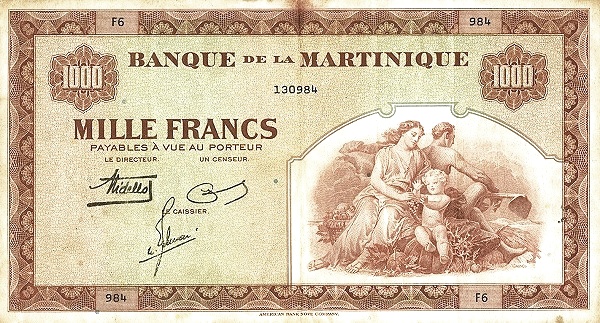 F6 984
BANQUE DE LA MARTINIQUE
1000 1000
130984
MILLE FRANCS
PAYABLES À VUE AU PORTEUR
LE DIRECTEUR. UN CENSEUR.
LE CAISSIER.
984 F6
AMERICAN BANK NOTE COMPANY.